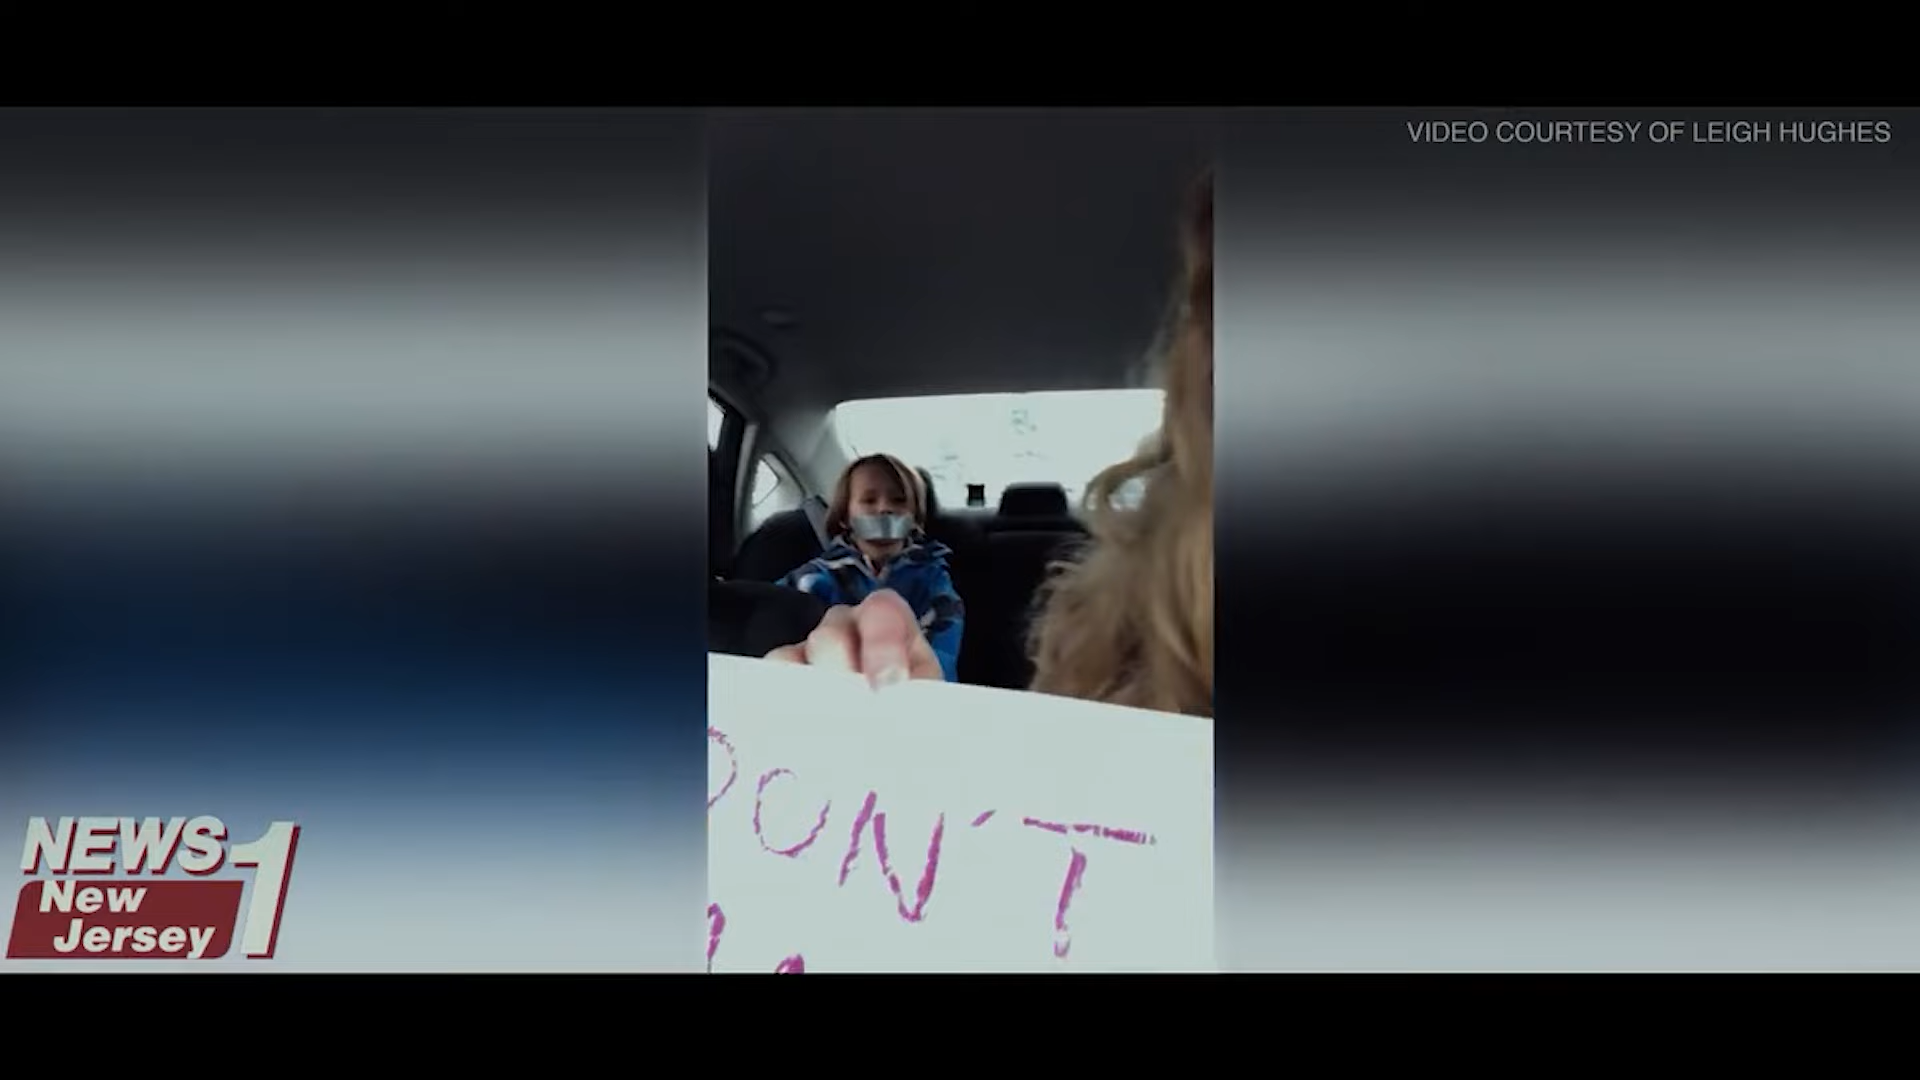 VIDEO COURTESY OF LEIGH HUGHES
DON'T
NEWS 1
New
Jersey